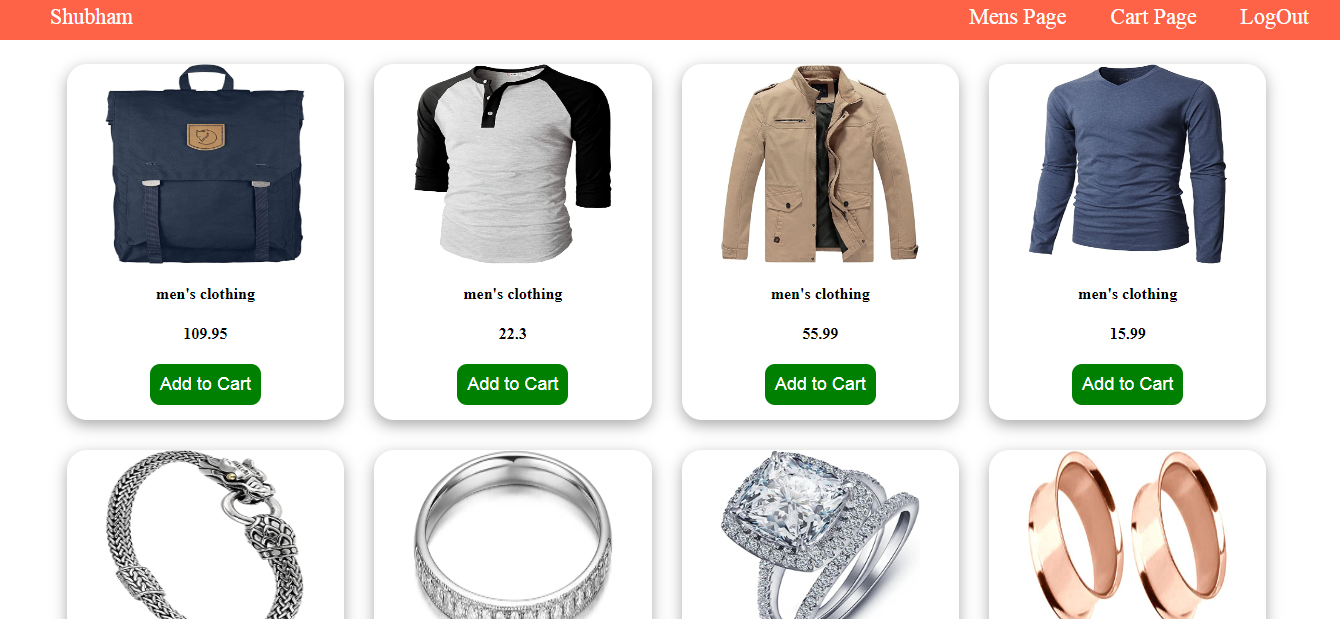 Shubham Mens Page Cart Page LogOut
men's clothing men's clothing men's clothing men's clothing
109.95 22.3 55.99 15.99
Add to Cart Add to Cart Add to Cart Add to Cart